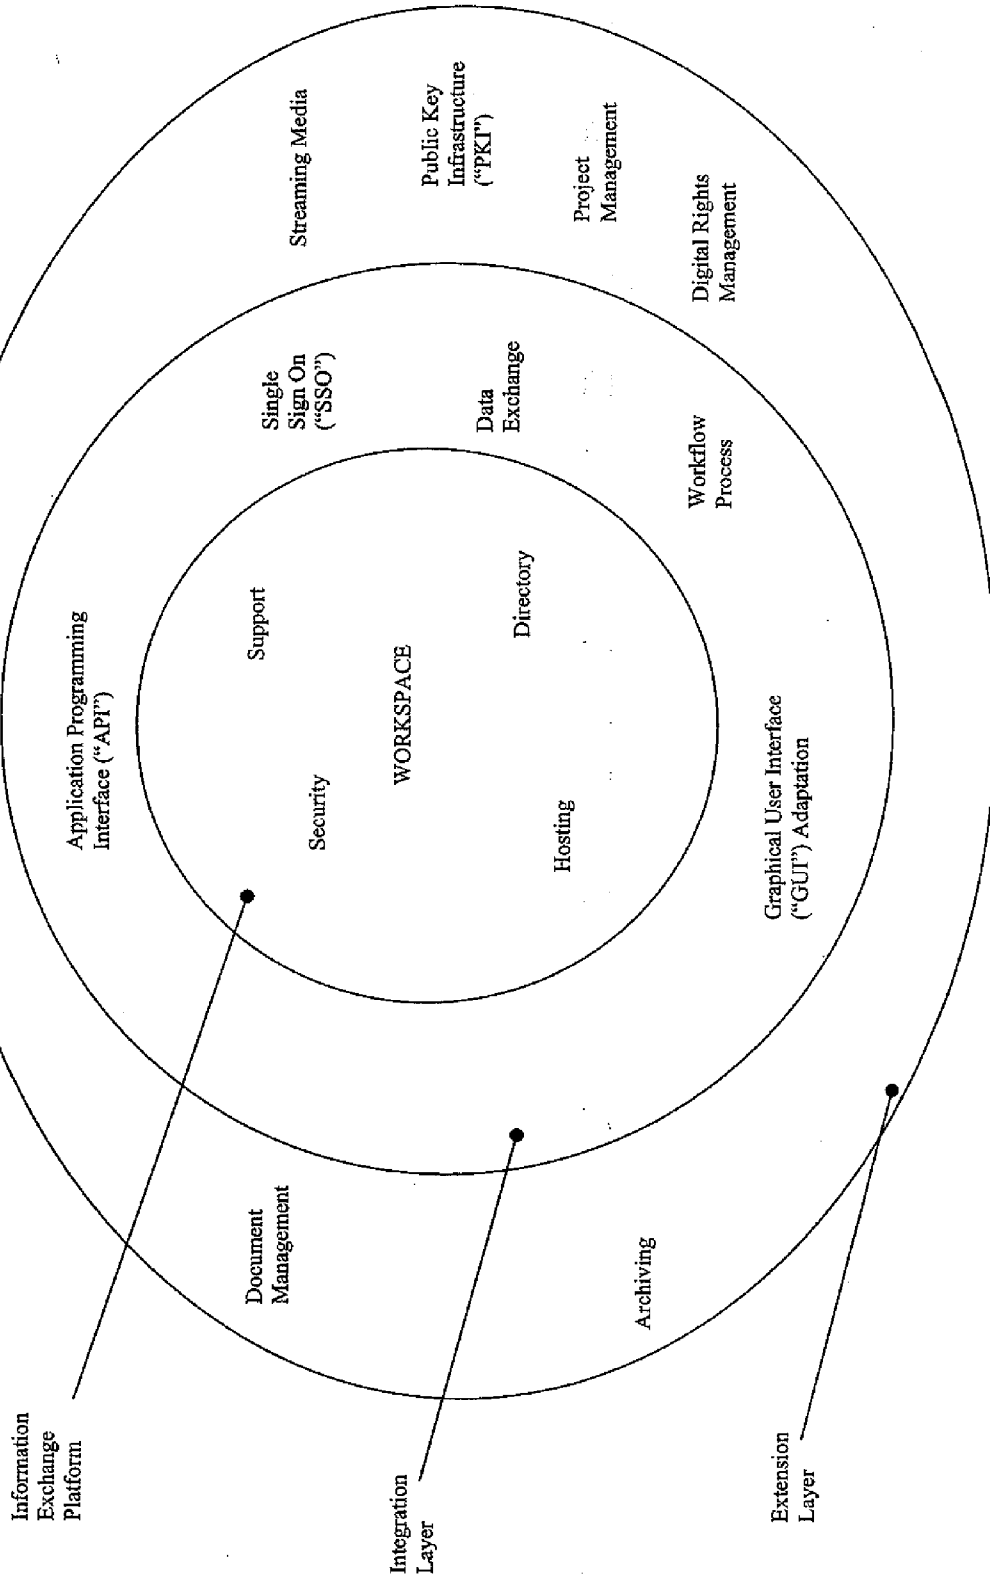 Information
Exchange
Platform
Integration
Layer
Extension
Layer
Document
Management
Archiving
Application Programming
Interface ("API")
Security
Support
WORKSPACE
Hosting
Directory
Graphical User Interface
("GUI") Adaptation
Single
Sign On
("SSO")
Data
Exchange
Workflow
Process
Streaming Media
Public Key
Infrastructure
("PKI")
Project
Management
Digital Rights
Management